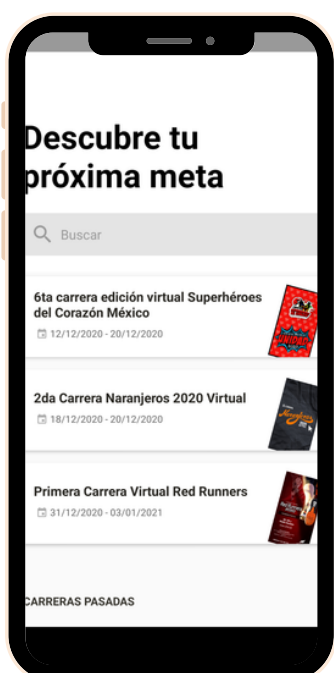 Descubre tu
próxima meta
Buscar
6ta carrera edición virtual Superhéroes
del Corazón México
12/12/2020 - 20/12/2020
2da Carrera Naranjeros 2020 Virtual
18/12/2020 - 20/12/2020
Naranjeros
Primera Carrera Virtual Red Runners
31/12/2020 - 03/01/2021
CARRERAS PASADAS